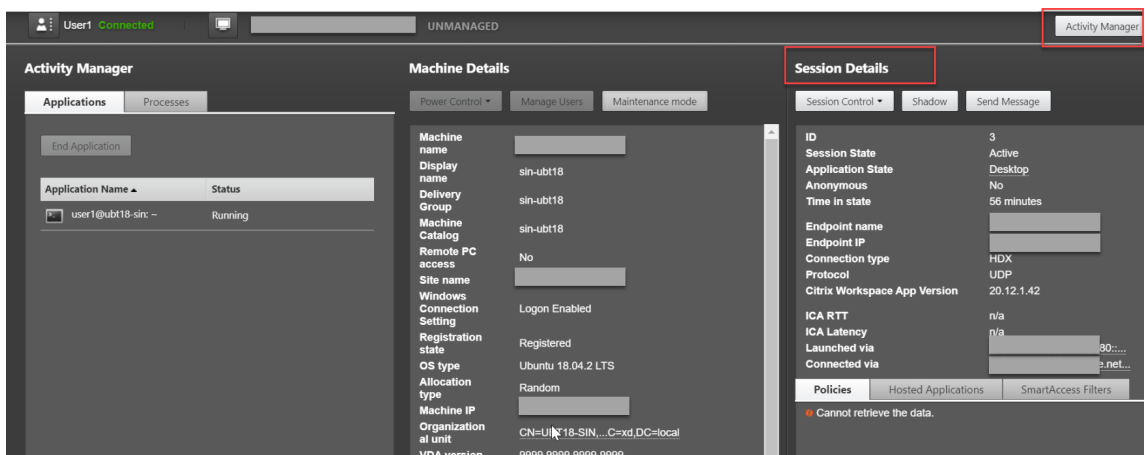 User1 Connected
UNMANAGED
Activity Manager
Activity Manager
Applications
Processes
End Application
Application Name
Status
user1@ubt18-sin: ~
Running
Machine Details
Power Control
Manage Users
Maintenance mode
Machine name
Display name sin-ubt18
Delivery Group sin-ubt18
Machine Catalog sin-ubt18
Remote PC access No
Site name
Windows Connection Setting Logon Enabled
Registration state Registered
OS type Ubuntu 18.04.2 LTS
Allocation type Random
Machine IP
Organizational unit CN=UBT18-SIN,...C=xd,DC=local
VDA version 9999.9999.9999.9999
Session Details
Session Control
Shadow
Send Message
ID 3
Session State Active
Application State Desktop
Anonymous No
Time in state 56 minutes
Endpoint name
Endpoint IP
Connection type HDX
Protocol UDP
Citrix Workspace App Version 20.12.1.42
ICA RTT n/a
ICA Latency n/a
Launched via 80::...
Connected via e.net...
Policies
Hosted Applications
SmartAccess Filters
Cannot retrieve the data.